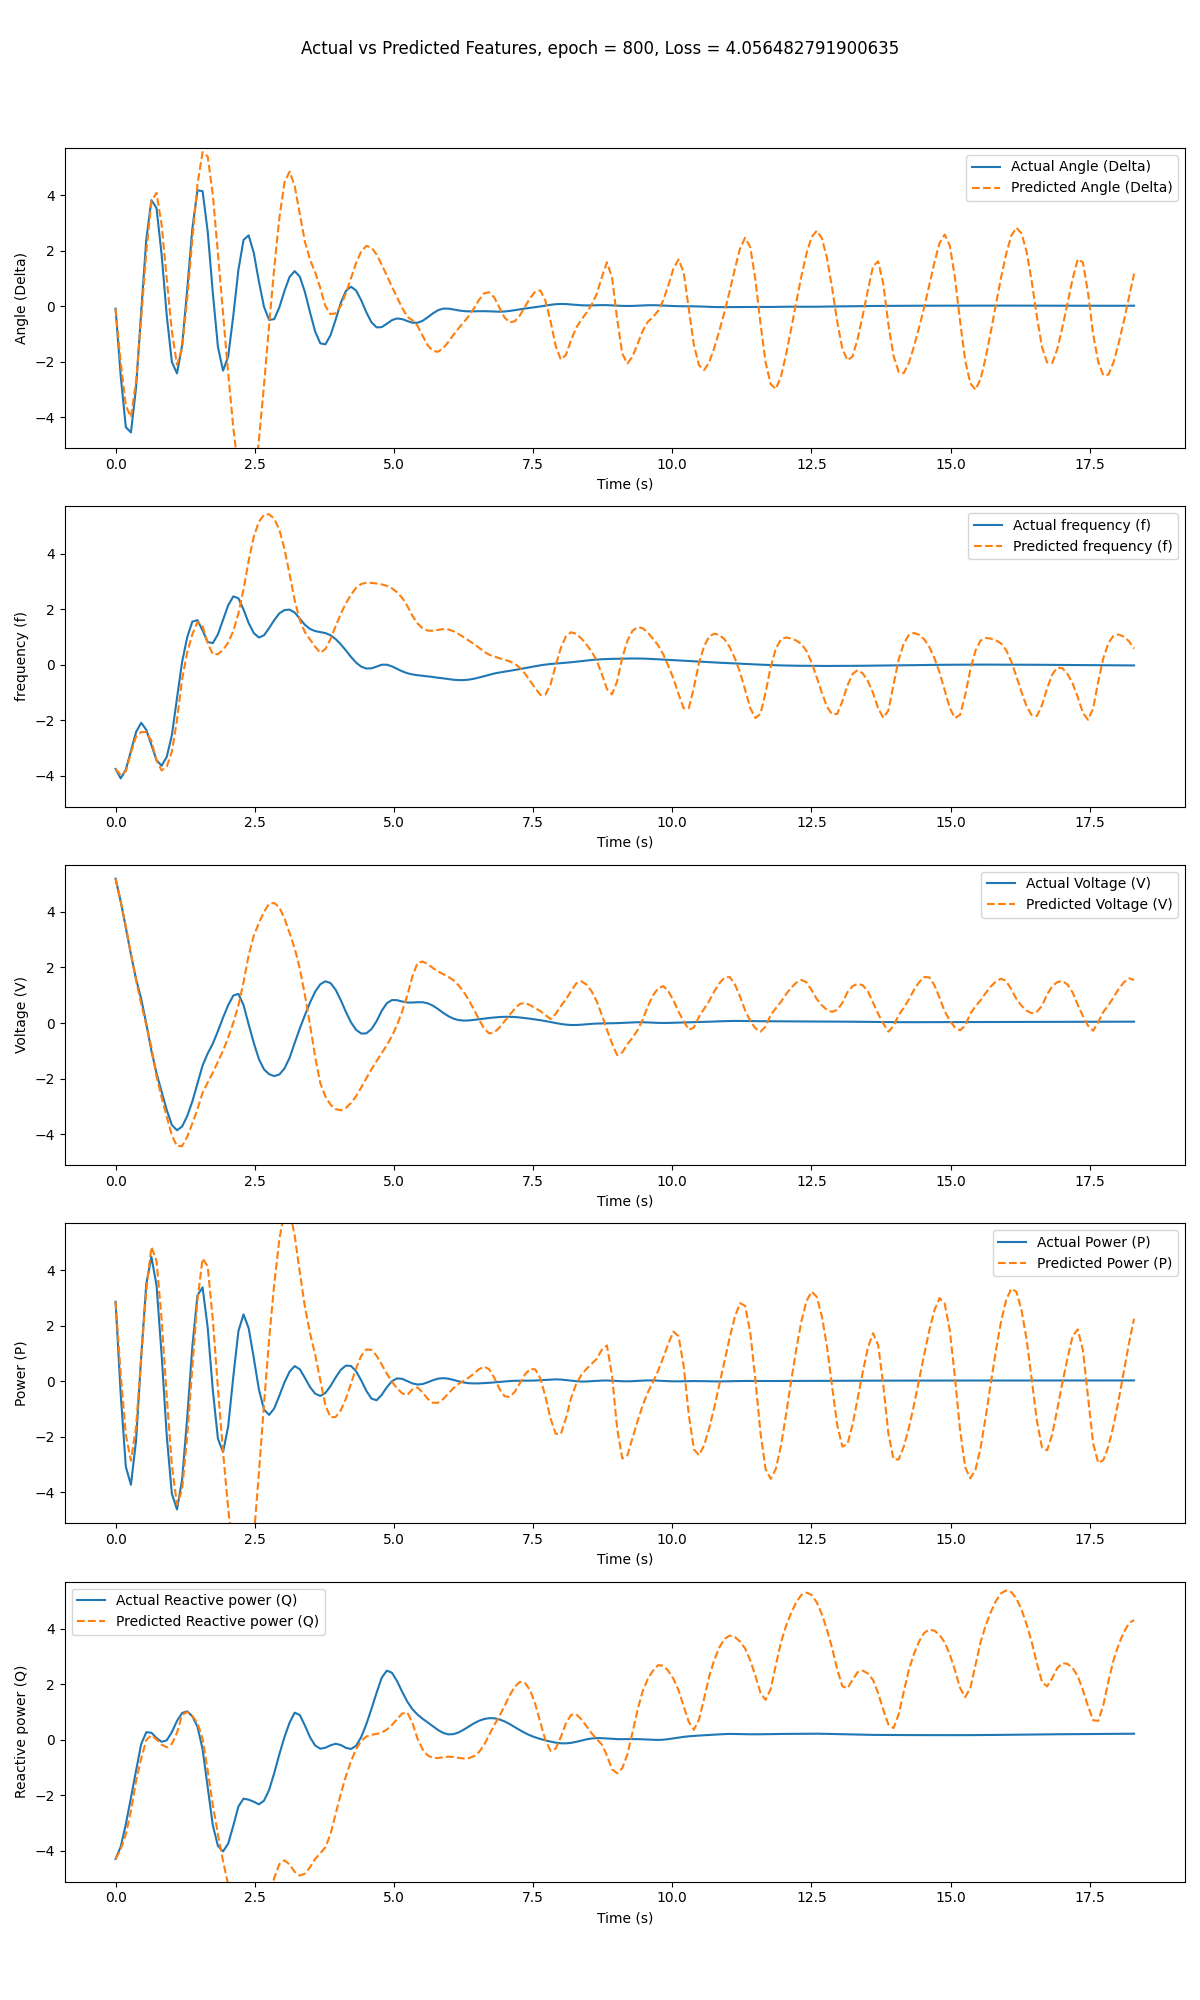 Actual vs Predicted Features, epoch = 800, Loss = 4.056482791900635
Actual Angle (Delta)
Predicted Angle (Delta)
Angle (Delta)
4
2
0
−2
−4
0.0 2.5 5.0 7.5 10.0 12.5 15.0 17.5
Time (s)
Actual frequency (f)
Predicted frequency (f)
frequency (f)
4
2
0
−2
−4
0.0 2.5 5.0 7.5 10.0 12.5 15.0 17.5
Time (s)
Actual Voltage (V)
Predicted Voltage (V)
Voltage (V)
4
2
0
−2
−4
0.0 2.5 5.0 7.5 10.0 12.5 15.0 17.5
Time (s)
Actual Power (P)
Predicted Power (P)
Power (P)
4
2
0
−2
−4
0.0 2.5 5.0 7.5 10.0 12.5 15.0 17.5
Time (s)
Actual Reactive power (Q)
Predicted Reactive power (Q)
Reactive power (Q)
4
2
0
−2
−4
0.0 2.5 5.0 7.5 10.0 12.5 15.0 17.5
Time (s)